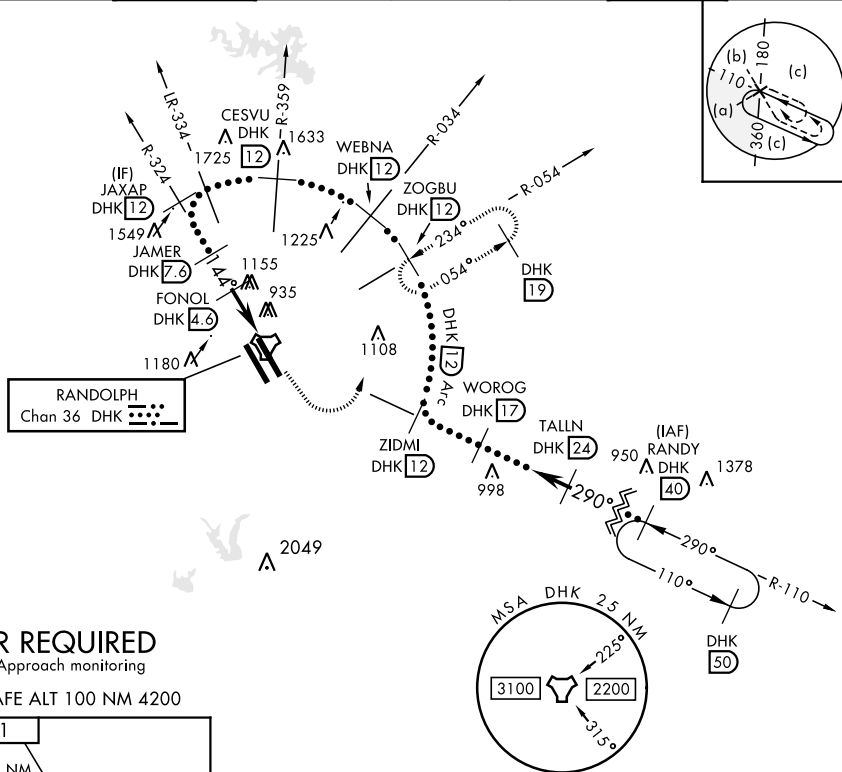 180
(b)
(c)
110
(a)
360
(c)
R-359
LR-334
R-324
R-034
R-054
CESVU
DHK
12
1633
1725
WEBNA
DHK 12
(IF)
JAXAP
DHK 12
ZOGBU
DHK 12
1549
1225
234°
JAMER
DHK 7.6
054°
DHK
19
144°
1155
935
FONOL
DHK 4.6
DHK 12 Arc
1108
1180
RANDOLPH
Chan 36 DHK
WOROG
DHK 17
ZIDMI
DHK 12
TALLN
DHK 24
(IAF)
RANDY
DHK
40
950
1378
998
290°
290°
110°
R-110
DHK
50
2049
R REQUIRED
Approach monitoring
AFE ALT 100 NM 4200
1
NM
MSA DHK 25 NM
225°
3100
2200
315°